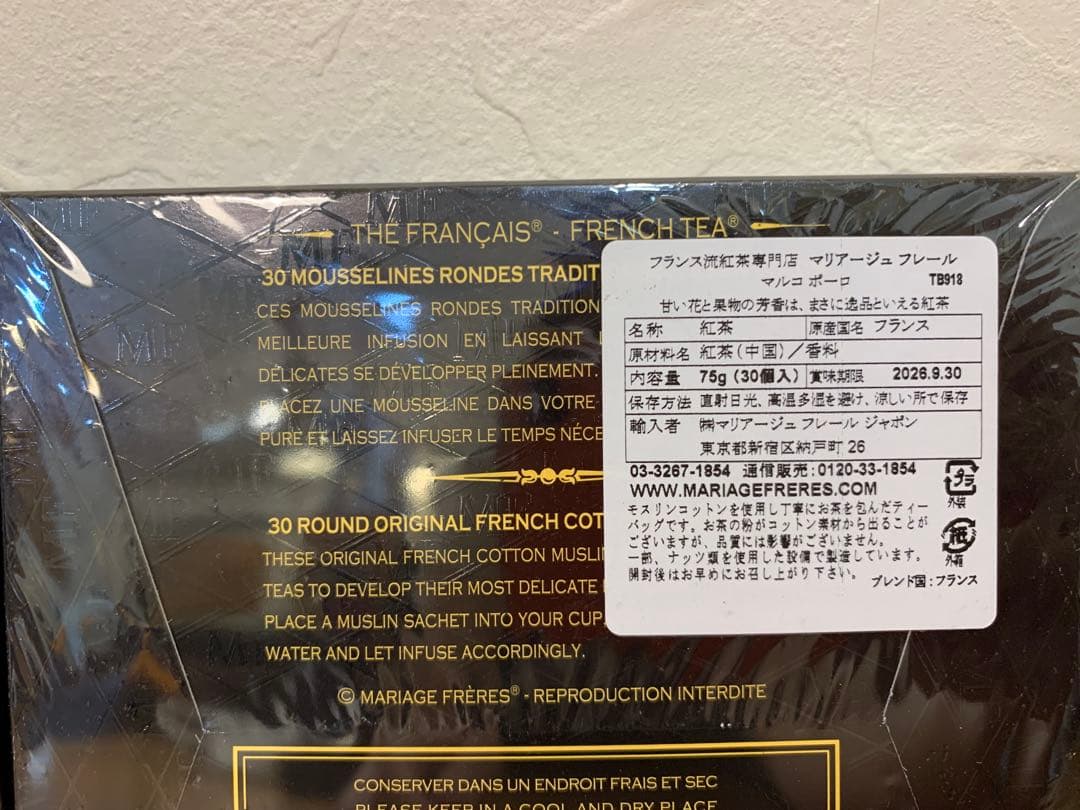 THÉ FRANÇAIS® - FRENCH TEA®
30 MOUSSELINES RONDES TRADIT
CES MOUSSELINES RONDES TRADITION
MEILLEURE INFUSION EN LAISSANT
DÉLICATES SE DÉVELOPPER PLEINEMENT.
PLACEZ UNE MOUSSELINE DANS VOTRE
PURE ET LAISSEZ INFUSER LE TEMPS NÉCE
30 ROUND ORIGINAL FRENCH COT
THESE ORIGINAL FRENCH COTTON MUSLI
TEAS TO DEVELOP THEIR MOST DELICATE
PLACE A MUSLIN SACHET INTO YOUR CUP,
WATER AND LET INFUSE ACCORDINGLY.
© MARIAGE FRÈRES® - REPRODUCTION INTERDITE
CONSERVER DANS UN ENDROIT FRAIS ET SEC
PLEASE KEEP IN A COOL AND DRY PLACE
フランス流紅茶専門店 マリアージュ フレール
マルコ ポーロ TB918
甘い花と果物の芳香は、まさに逸品といえる紅茶
名称 紅茶 原産国名 フランス
原材料名 紅茶(中国)/香料
内容量 75g(30個入) 賞味期限 2026.9.30
保存方法 直射日光、高温多湿を避け、涼しい所で保存
輸入者 ㈱マリアージュ フレール ジャポン
東京都新宿区納戸町 26
03-3267-1854 通信販売:0120-33-1854
WWW.MARIAGEFRERES.COM
モスリンコットンを使用し丁寧にお茶を包んだティー
バッグです。お茶の粉がコットン素材から出ることが
ございますが、品質には影響がございません。
一部、ナッツ類を使用した設備で製造しています。
開封後はお早めにお召し上がり下さい。
ブレンド国:フランス
プラ
外装
紙
外箱